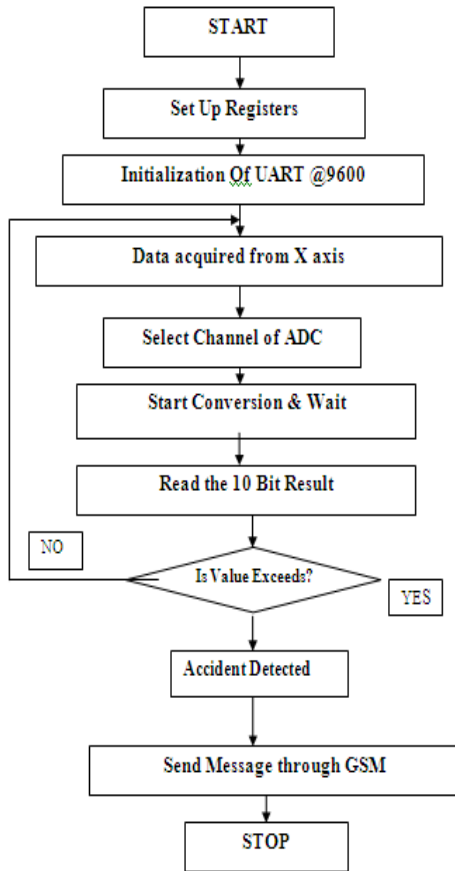 START
Set Up Registers
Initialization Of UART @9600
Data acquired from X axis
Select Channel of ADC
Start Conversion & Wait
Read the 10 Bit Result
NO
Is Value Exceeds?
YES
Accident Detected
Send Message through GSM
STOP